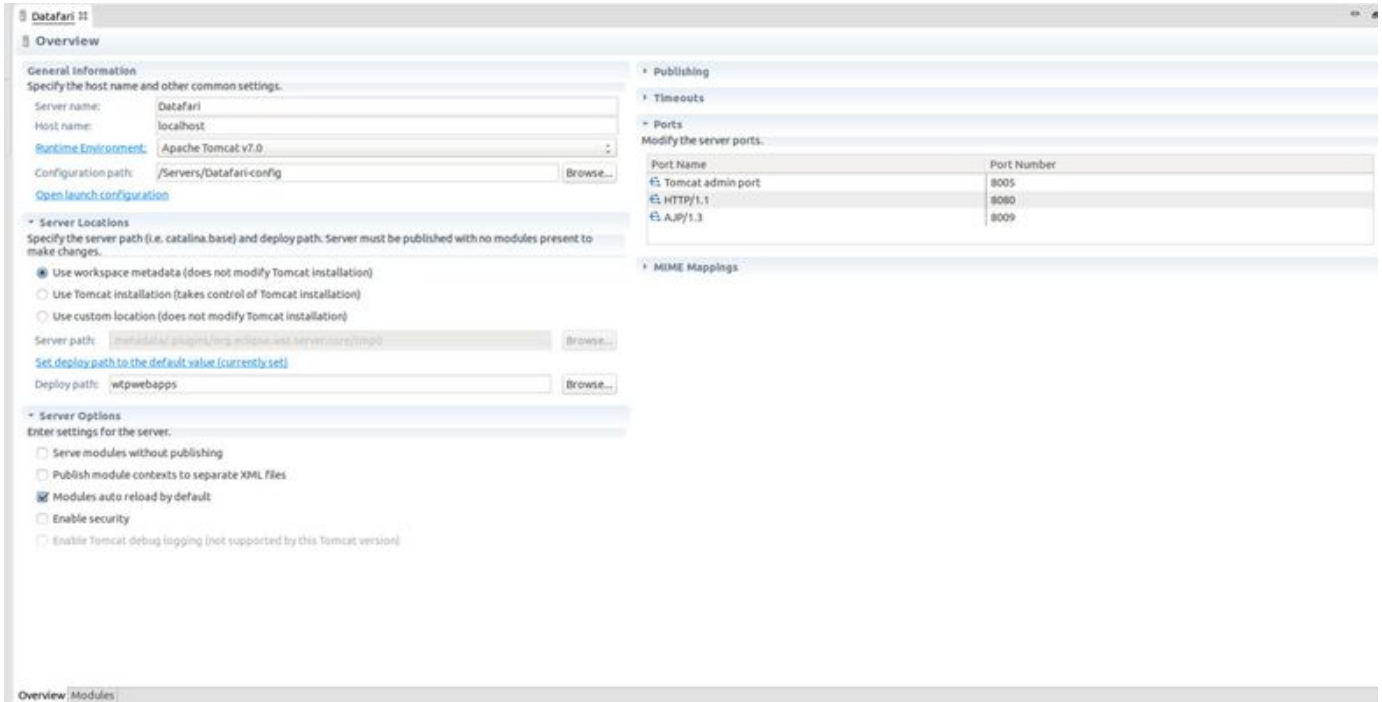 Datafari
Overview
General Information
Specify the host name and other common settings.
Server name: Datafari
Host name: localhost
Runtime Environment: Apache Tomcat v7.0
Configuration path: /Servers/Datafari-config Browse...
Open launch configuration
Server Locations
Specify the server path (i.e. catalina.base) and deploy path. Server must be published with no modules present to
make changes.
Use workspace metadata (does not modify Tomcat installation)
Use Tomcat installation (takes control of Tomcat installation)
Use custom location (does not modify Tomcat installation)
Server path: .metadata/.plugins/org.eclipse.wst.server.core/tmp0 Browse...
Set deploy path to the default value (currently set)
Deploy path: wtpwebapps Browse...
Server Options
Enter settings for the server.
Serve modules without publishing
Publish module contexts to separate XML files
Modules auto reload by default
Enable security
Enable Tomcat debug logging (not supported by this Tomcat version)
Publishing
Timeouts
Ports
Modify the server ports.
Port Name Port Number
Tomcat admin port 8005
HTTP/1.1 8080
AJP/1.3 8009
MIME Mappings
Overview Modules